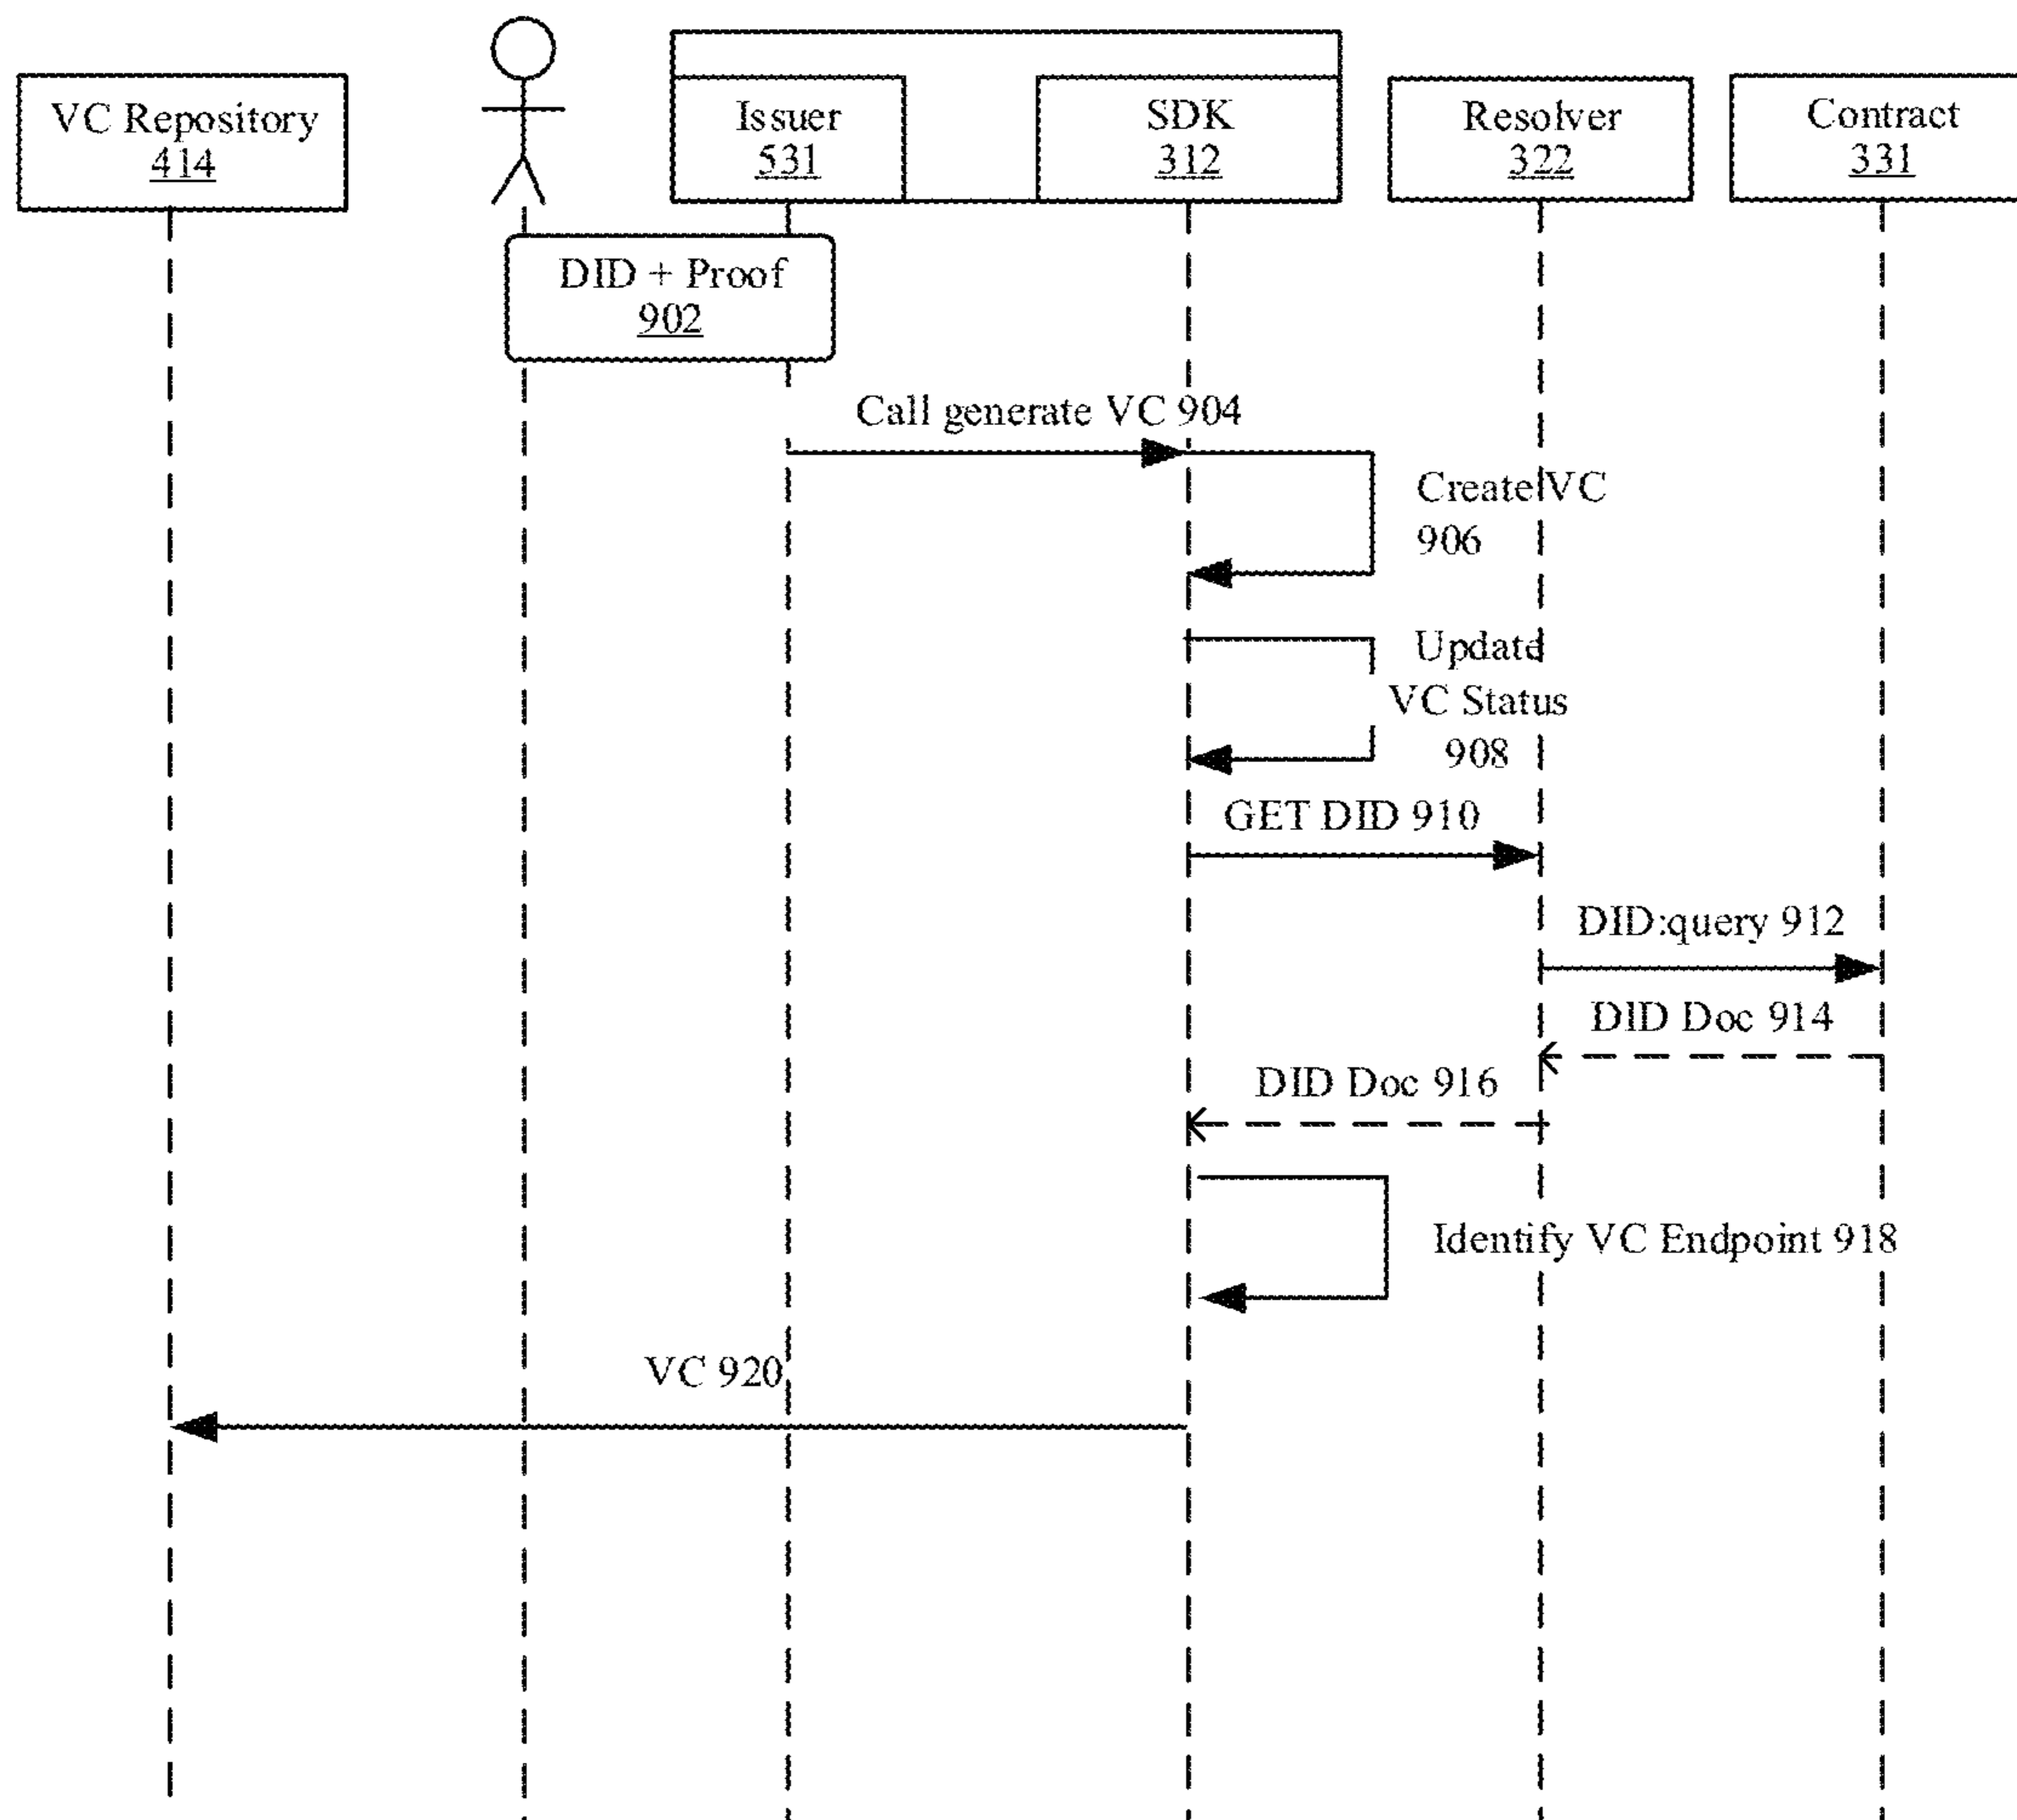 VC Repository
414
Issuer
531
SDK
312
Resolver
322
Contract
331
DID + Proof
902
Call generate VC 904
Create VC
906
Update
VC Status
908
GET DID 910
DID:query 912
DID Doc 914
DID Doc 916
Identify VC Endpoint 918
VC 920